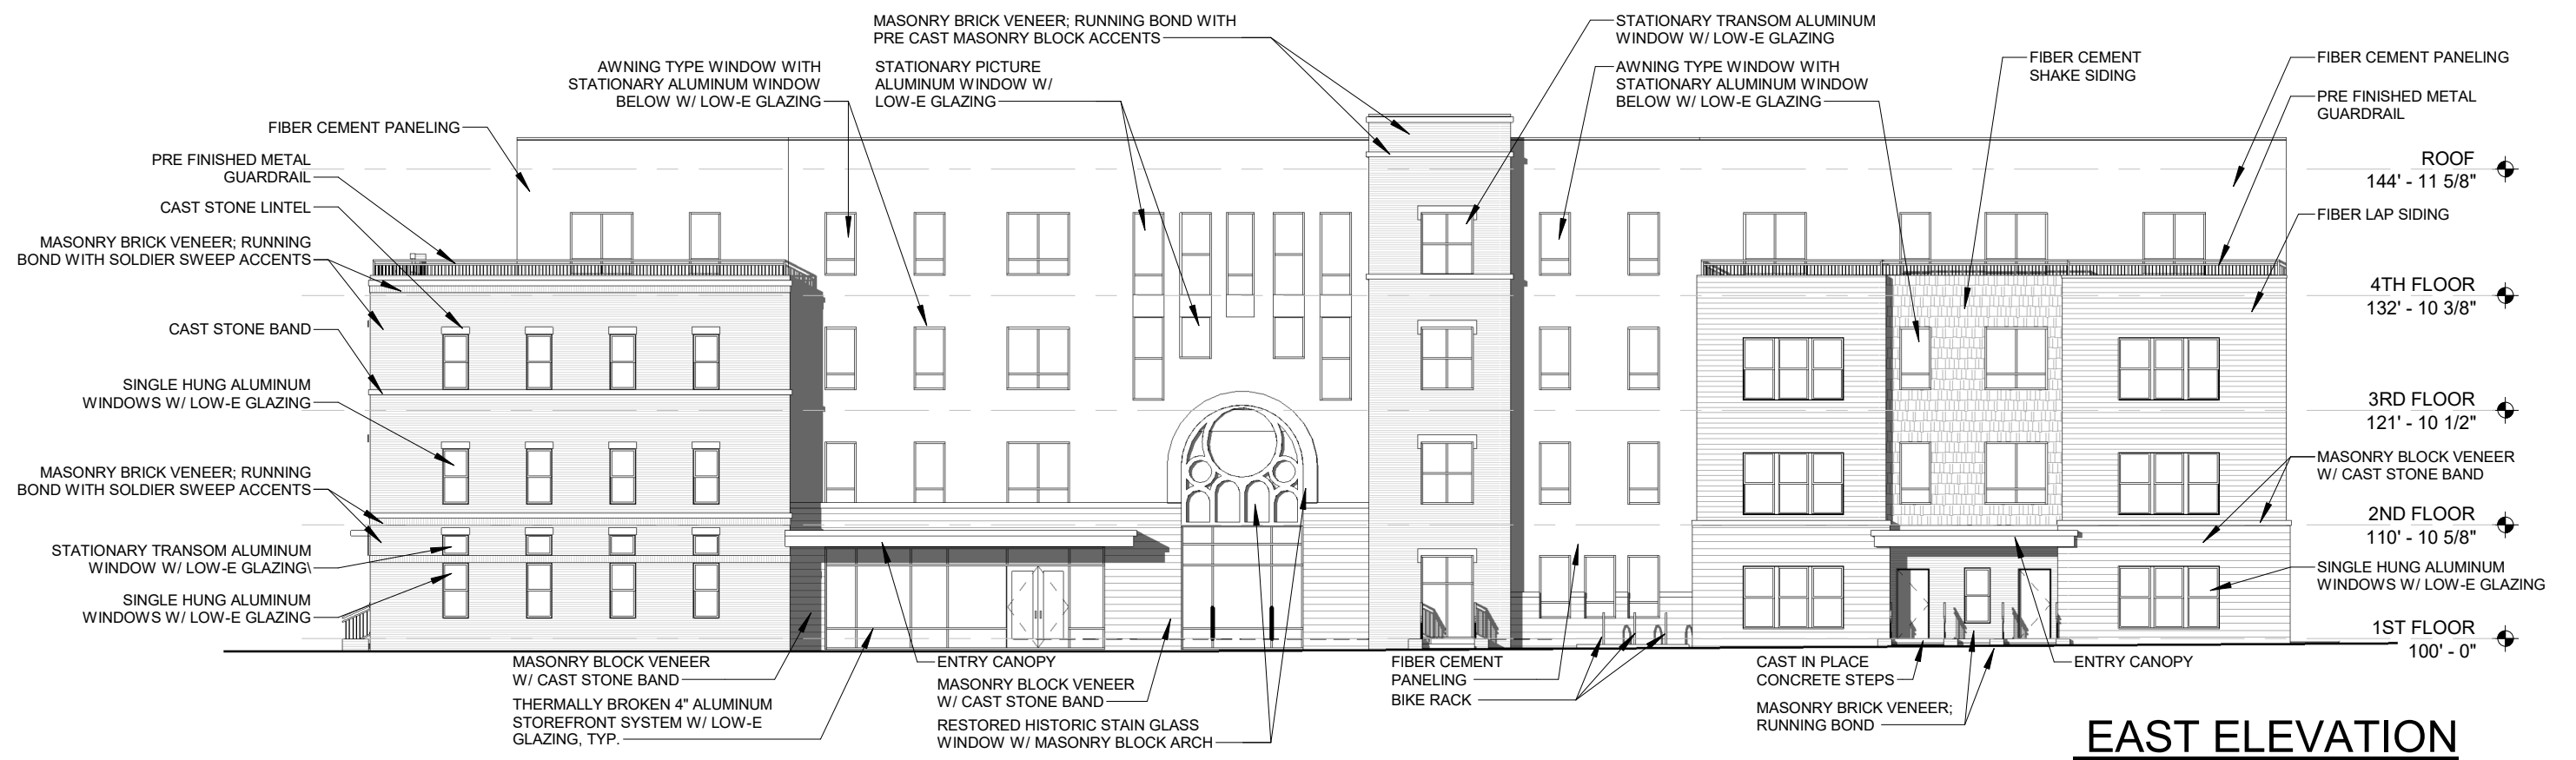 MASONRY BRICK VENEER; RUNNING BOND WITH
PRE CAST MASONRY BLOCK ACCENTS
STATIONARY TRANSOM ALUMINUM
WINDOW W/ LOW-E GLAZING
AWNING TYPE WINDOW WITH
STATIONARY ALUMINUM WINDOW
BELOW W/ LOW-E GLAZING
STATIONARY PICTURE
ALUMINUM WINDOW W/
LOW-E GLAZING
AWNING TYPE WINDOW WITH
STATIONARY ALUMINUM WINDOW
BELOW W/ LOW-E GLAZING
FIBER CEMENT
SHAKE SIDING
FIBER CEMENT PANELING
PRE FINISHED METAL
GUARDRAIL
FIBER CEMENT PANELING
PRE FINISHED METAL
GUARDRAIL
CAST STONE LINTEL
MASONRY BRICK VENEER; RUNNING
BOND WITH SOLDIER SWEEP ACCENTS
CAST STONE BAND
SINGLE HUNG ALUMINUM
WINDOWS W/ LOW-E GLAZING
MASONRY BRICK VENEER; RUNNING
BOND WITH SOLDIER SWEEP ACCENTS
STATIONARY TRANSOM ALUMINUM
WINDOW W/ LOW-E GLAZING\
SINGLE HUNG ALUMINUM
WINDOWS W/ LOW-E GLAZING
ROOF
144' - 11 5/8"
FIBER LAP SIDING
4TH FLOOR
132' - 10 3/8"
3RD FLOOR
121' - 10 1/2"
MASONRY BLOCK VENEER
W/ CAST STONE BAND
2ND FLOOR
110' - 10 5/8"
SINGLE HUNG ALUMINUM
WINDOWS W/ LOW-E GLAZING
1ST FLOOR
100' - 0"
MASONRY BLOCK VENEER
W/ CAST STONE BAND
THERMALLY BROKEN 4" ALUMINUM
STOREFRONT SYSTEM W/ LOW-E
GLAZING, TYP.
ENTRY CANOPY
MASONRY BLOCK VENEER
W/ CAST STONE BAND
RESTORED HISTORIC STAIN GLASS
WINDOW W/ MASONRY BLOCK ARCH
FIBER CEMENT
PANELING
BIKE RACK
CAST IN PLACE
CONCRETE STEPS
MASONRY BRICK VENEER;
RUNNING BOND
ENTRY CANOPY
EAST ELEVATION